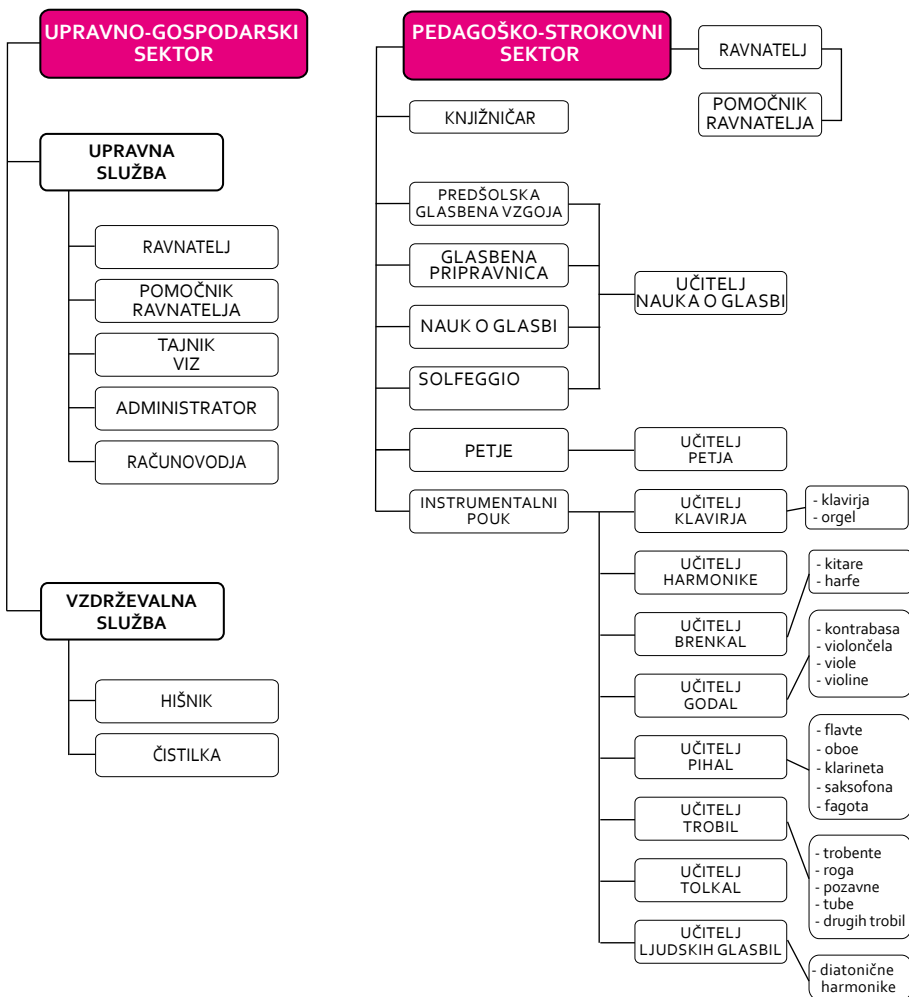 UPRAVNO-GOSPODARSKI
SEKTOR
UPRAVNA
SLUŽBA
RAVNATELJ
POMOČNIK
RAVNATELJA
TAJNIK
VIZ
ADMINISTRATOR
RAČUNOVODJA
VZDRŽEVALNA
SLUŽBA
HIŠNIK
ČISTILKA
PEDAGOŠKO-STROKOVNI
SEKTOR
RAVNATELJ
POMOČNIK
RAVNATELJA
KNJIŽNIČAR
PREDŠOLSKA
GLASBENA VZGOJA
GLASBENA
PRIPRAVNICA
NAUK O GLASBI
SOLFEGGIO
UČITELJ
NAUKA O GLASBI
PETJE
UČITELJ
PETJA
INSTRUMENTALNI
POUK
UČITELJ
KLAVIRJA
- klavirja
- orgel
UČITELJ
HARMONIKE
UČITELJ
BRENKAL
- kitare
- harfe
UČITELJ
GODAL
- kontrabasa
- violončela
- viole
- violine
UČITELJ
PIHAL
- flavte
- oboe
- klarineta
- saksofona
- fagota
UČITELJ
TROBIL
- trobente
- roga
- pozavne
- tube
- drugih trobil
UČITELJ
TOLKAL
UČITELJ
LJUDSKIH GLASBIL
- diatonične
harmonike